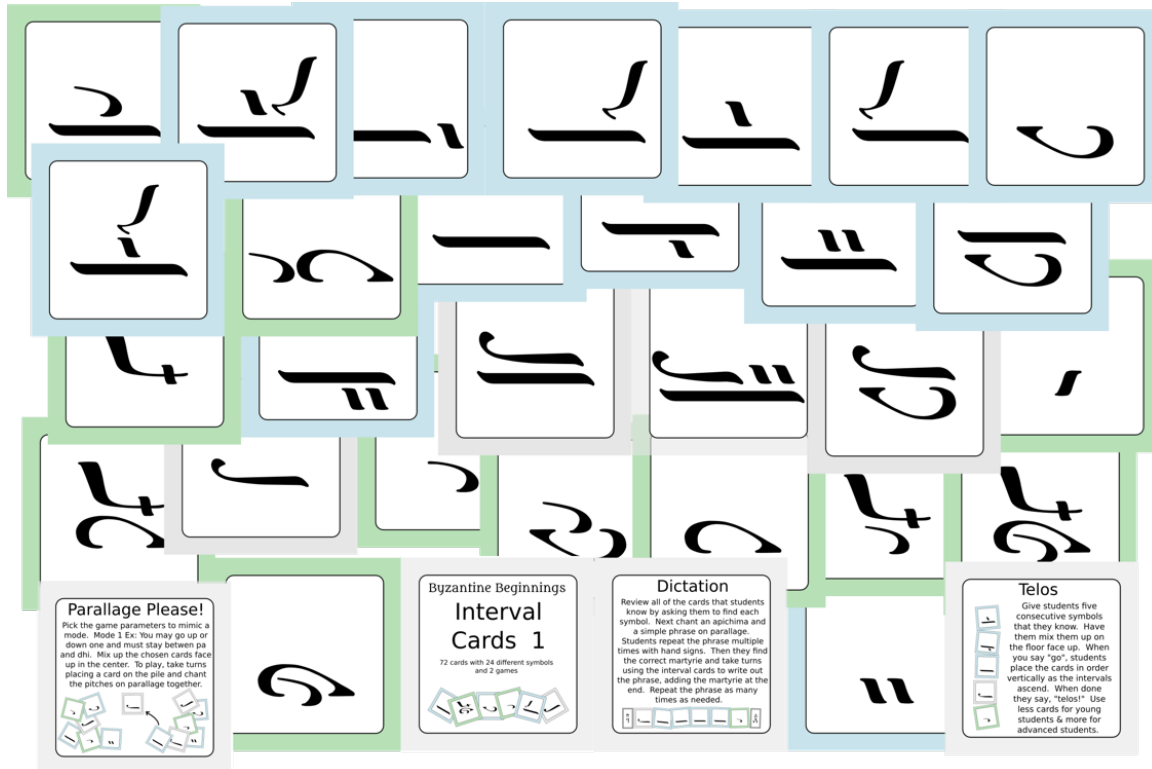 Parallage Please!
Pick the game parameters to mimic a
mode. Mode 1 Ex: You may go up or
down one and must stay betwen pa
and dhi. Mix up the chosen cards face
up in the center. To play, take turns
placing a card on the pile and chant
the pitches on parallage together.
Byzantine Beginnings
Interval
Cards 1
72 cards with 24 different symbols
and 2 games
Dictation
Review all of the cards that students
know by asking them to find each
symbol. Next chant an apichima and
a simple phrase on parallage.
Students repeat the phrase multiple
times with hand signs. Then they find
the correct martyrie and take turns
using the interval cards to write out
the phrase, adding the martyrie at the
end. Repeat the phrase as many
times as needed.
Telos
Give students five
consecutive symbols
that they know. Have
them mix them up on
the floor face up. When
you say "go", students
place the cards in order
vertically as the intervals
ascend. When done
they say, "telos!" Use
less cards for young
students & more for
advanced students.